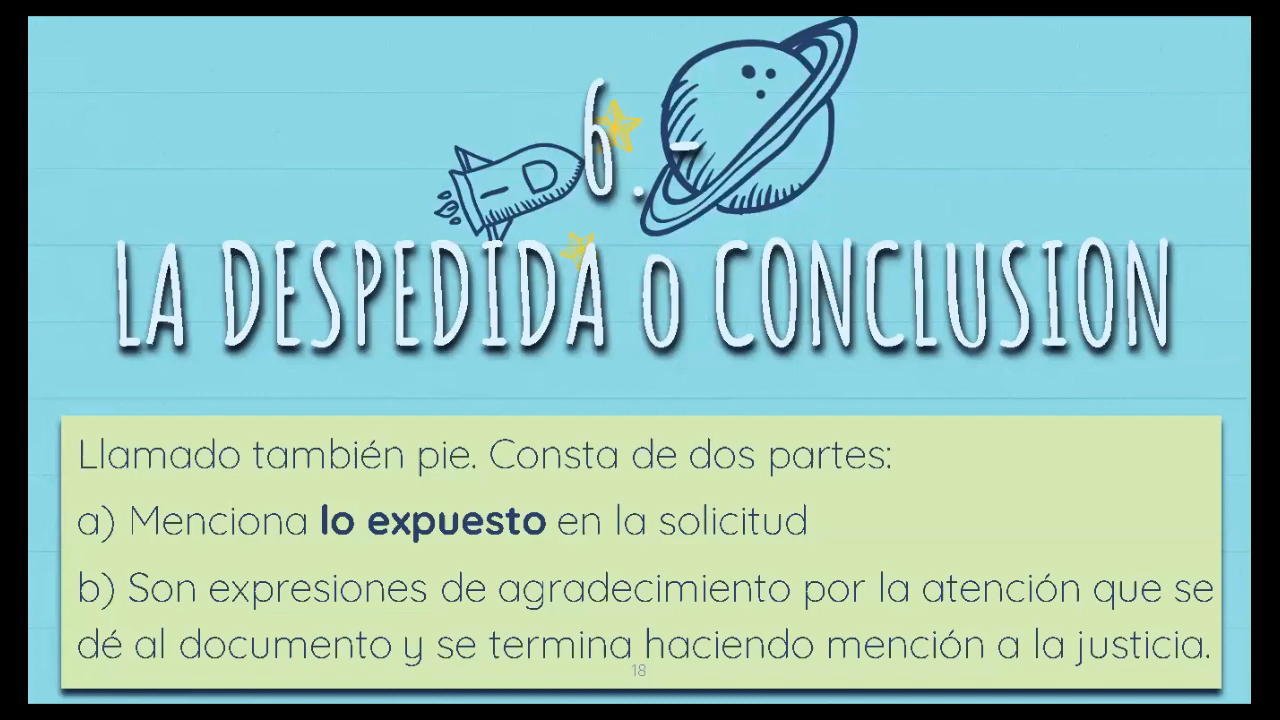 6.-
LA DESPEDIDA o CONCLUSION
Llamado también pie. Consta de dos partes:
a) Menciona lo expuesto en la solicitud
b) Son expresiones de agradecimiento por la atención que se
dé al documento y se termina haciendo mención a la justicia.
18